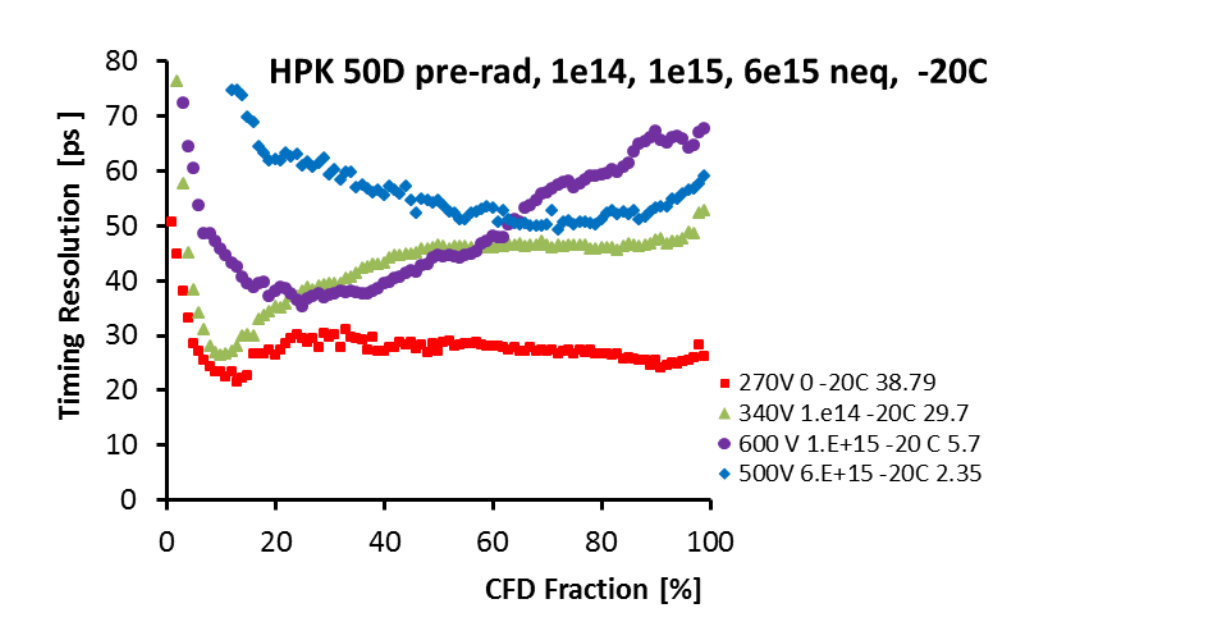 HPK 50D pre-rad, 1e14, 1e15, 6e15 neq, -20C
Timing Resolution [ps ]
80
70
60
50
40
30
20
10
0
270V 0 -20C 38.79
340V 1.e14 -20C 29.7
600 V 1.E+15 -20 C 5.7
500V 6.E+15 -20C 2.35
0 20 40 60 80 100
CFD Fraction [%]